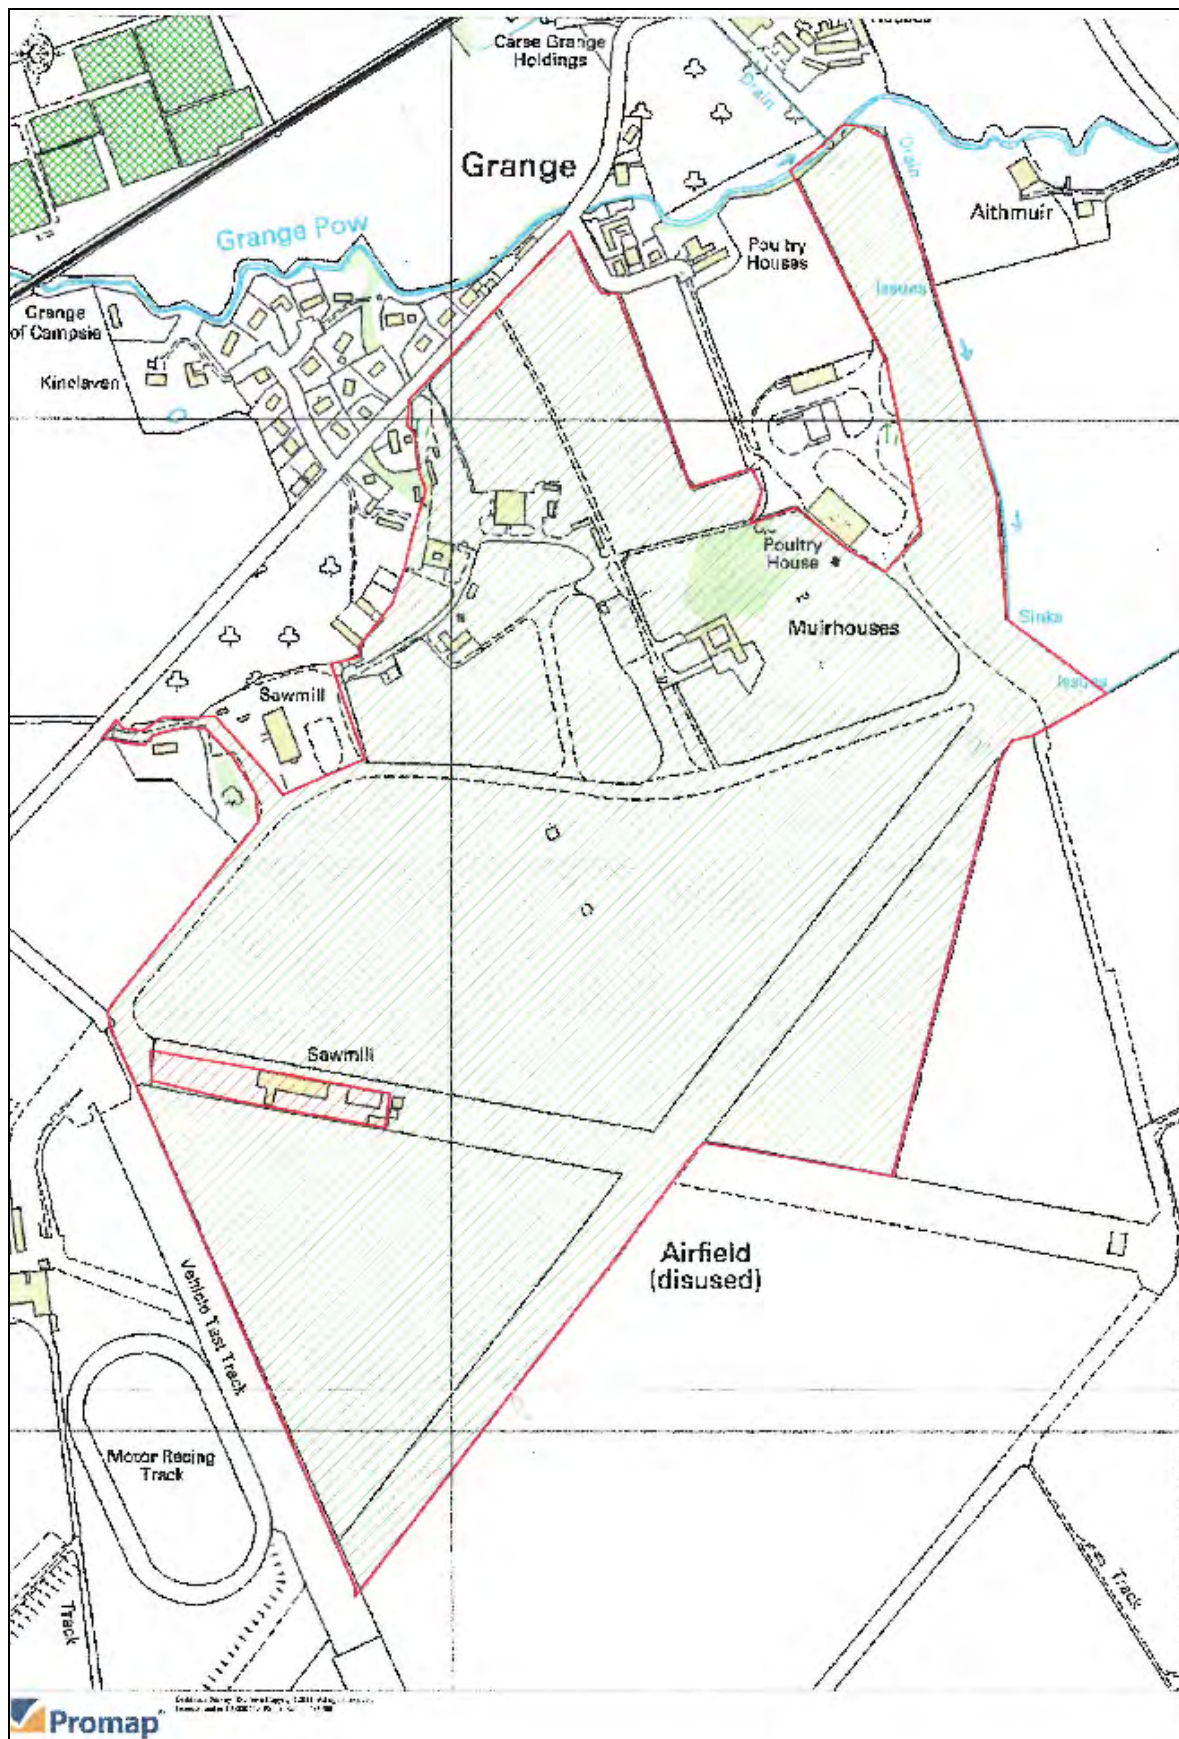 Carse Grange
Holdings
Drain
Grange
Drain
Aithmuir
Grange Pow
Poultry
Houses
Issues
Grange
of Campsie
Kinclaven
Poultry
House
Muirhouses
Sinks
Issues
Sawmill
Sawmill
Airfield
(disused)
Vehicle Test Track
Motor Racing
Track
Track
Track
Promap